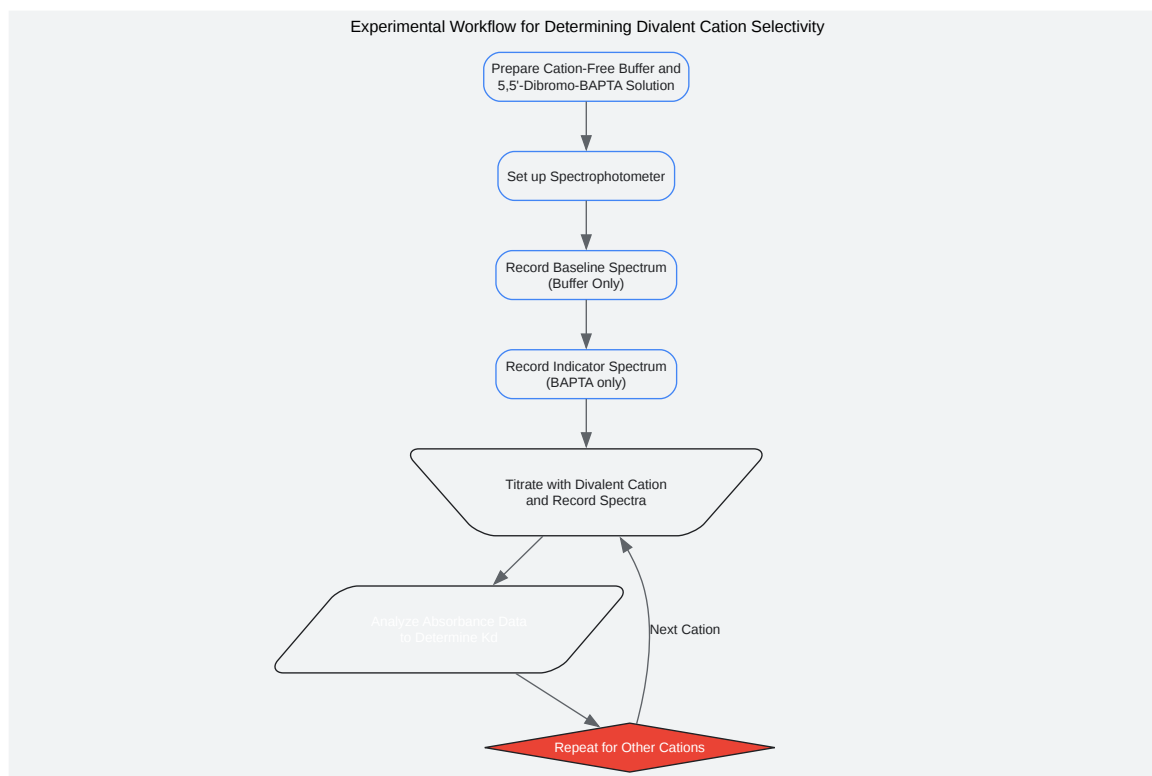 Experimental Workflow for Determining Divalent Cation Selectivity
Prepare Cation-Free Buffer and
5,5'-Dibromo-BAPTA Solution
Set up Spectrophotometer
Record Baseline Spectrum
(Buffer Only)
Record Indicator Spectrum
(BAPTA only)
Titrate with Divalent Cation
and Record Spectra
Analyze Absorbance Data
to Determine Kd
Next Cation
Repeat for Other Cations